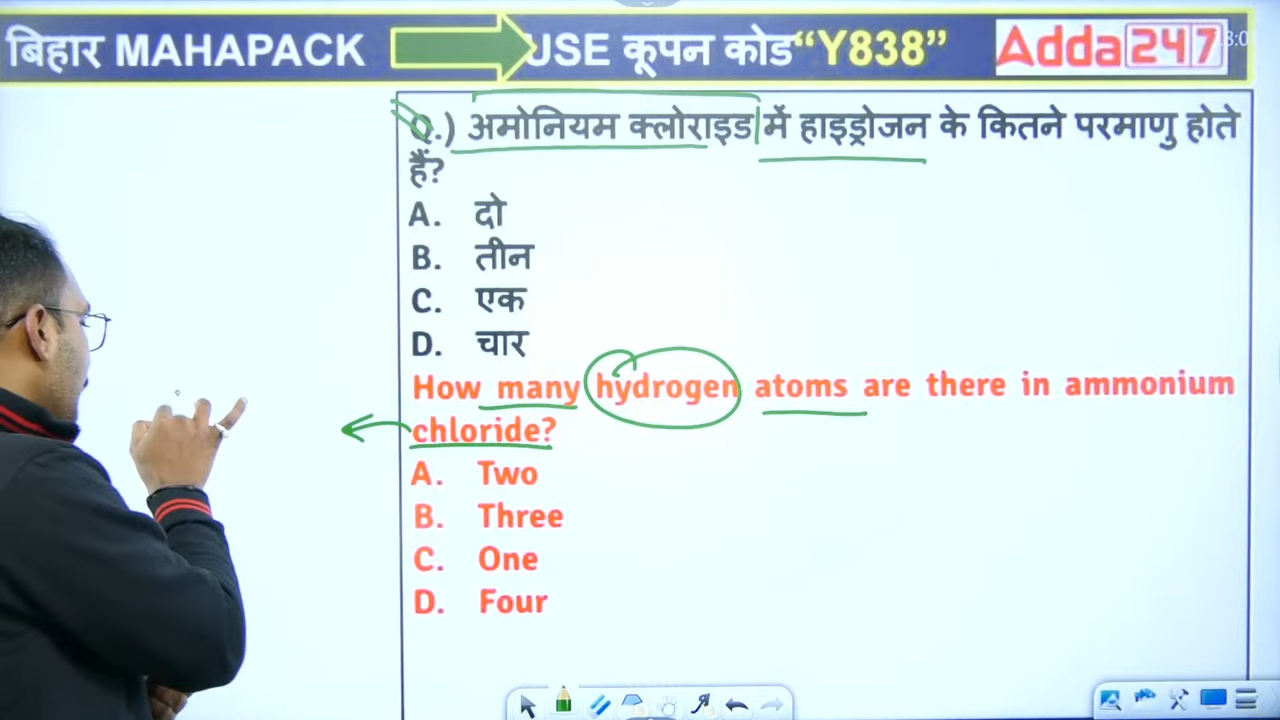 बिहार MAHAPACK USE कूपन कोड“Y838” Adda247
Q.) अमोनियम क्लोराइड में हाइड्रोजन के कितने परमाणु होते
हैं?
A. दो
B. तीन
C. एक
D. चार
How many hydrogen atoms are there in ammonium
chloride?
A. Two
B. Three
C. One
D. Four